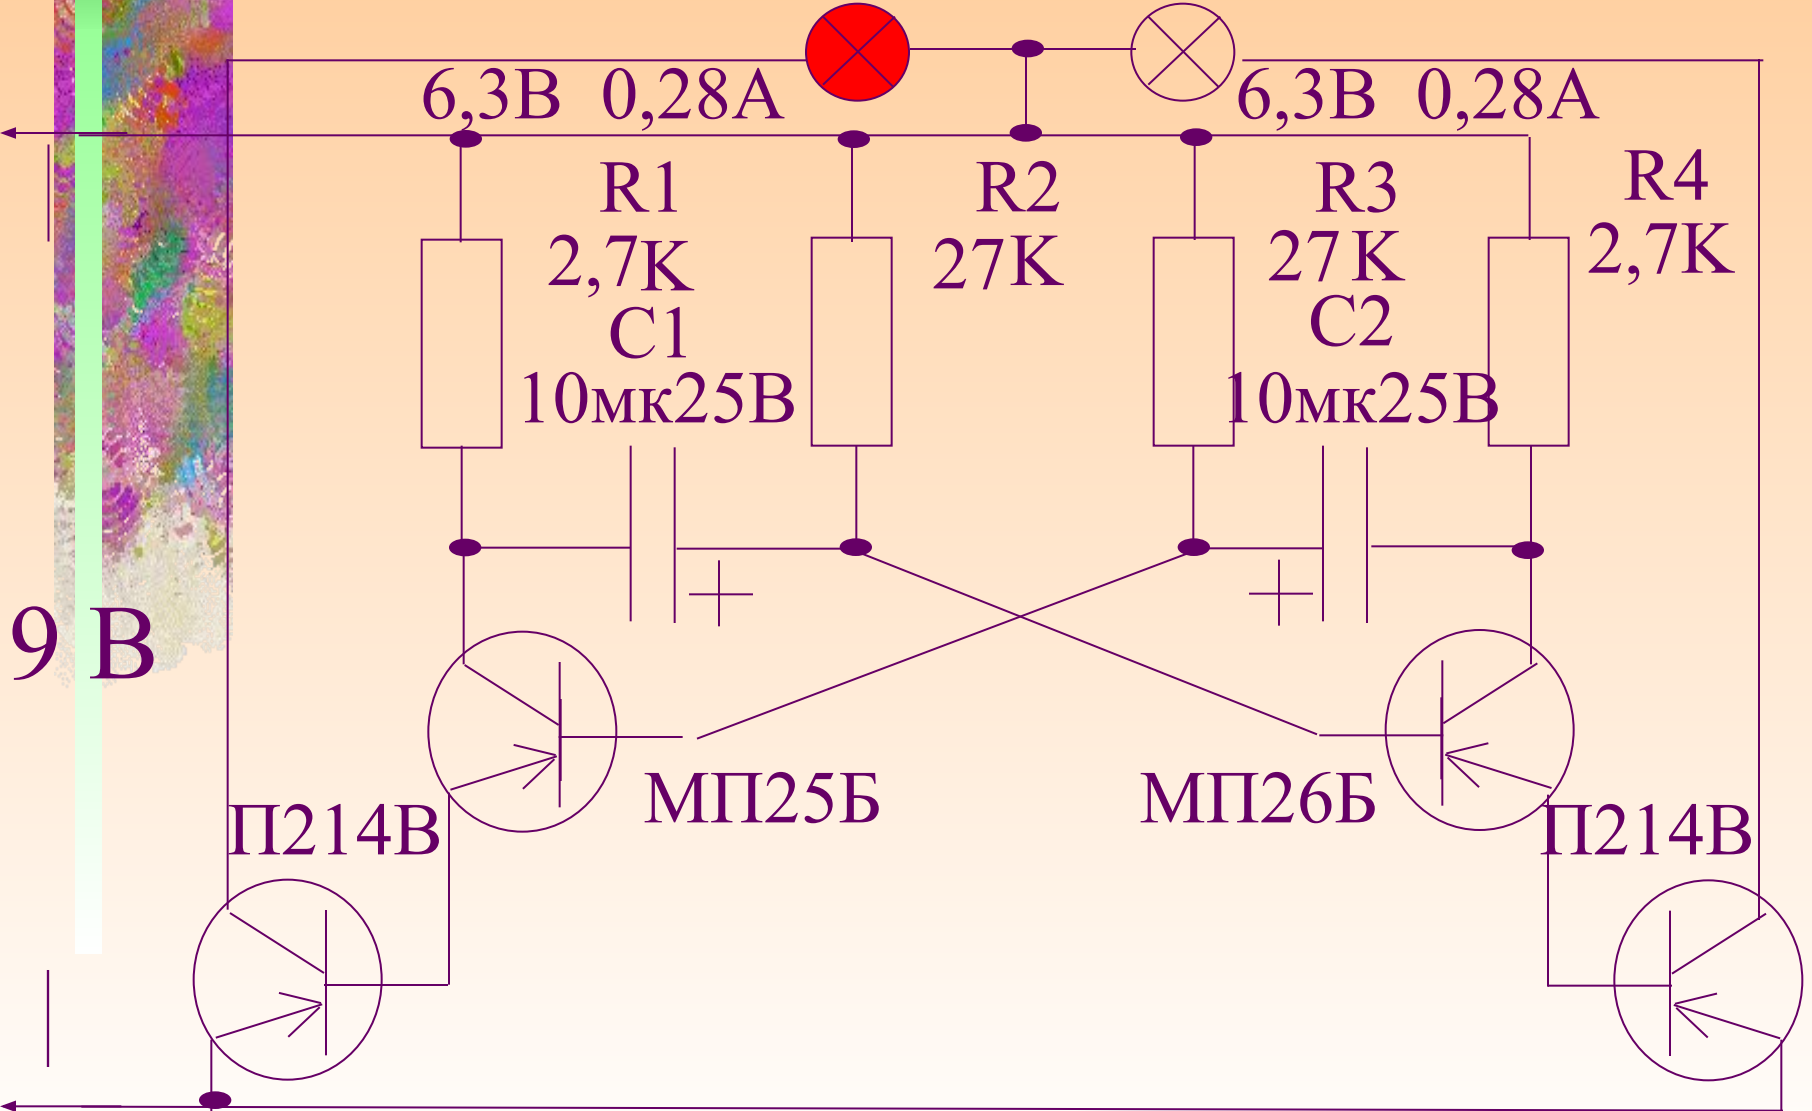 6,3В 0,28А
6,3В 0,28А
R1
2,7К
R2
27К
R3
27К
R4
2,7К
С1
10мк25В
С2
10мк25В
+
+
9 В
МП25Б
МП26Б
П214В
П214В